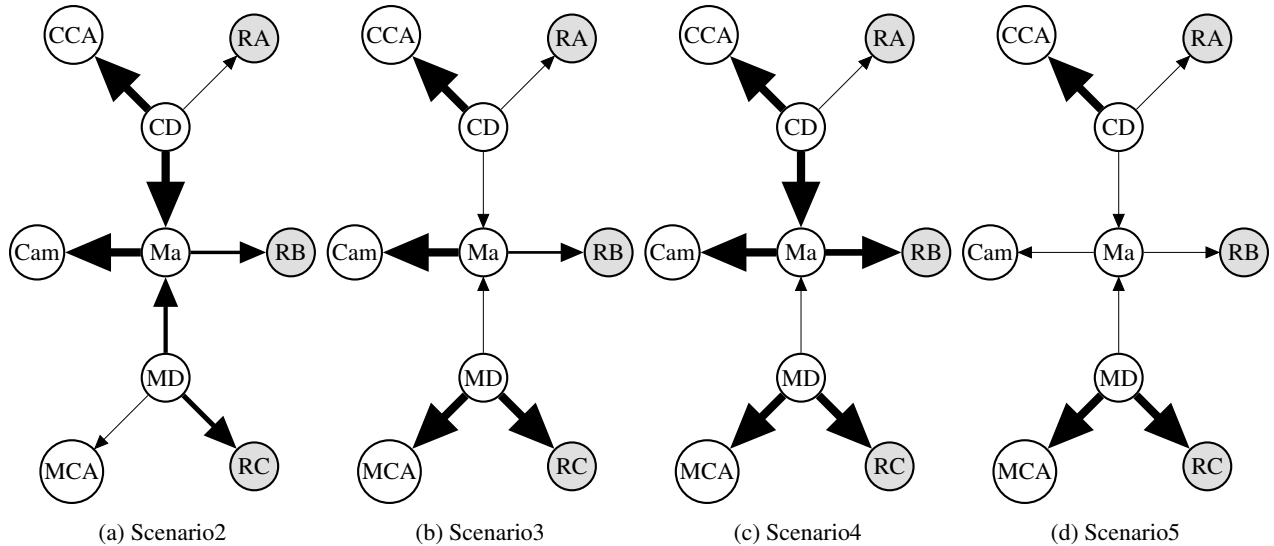 CCA RA CCA RA CCA RA CCA RA
CD CD CD CD
Cam Ma RB Cam Ma RB Cam Ma RB Cam Ma RB
MD MD MD MD
MCA RC MCA RC MCA RC MCA RC
(a) Scenario2 (b) Scenario3 (c) Scenario4 (d) Scenario5